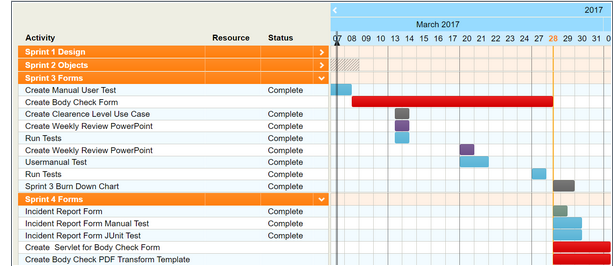 2017
March 2017
Activity Resource Status 07 08 09 10 13 14 15 16 17 20 21 22 23 24 27 28 29 30 31 0
Sprint 1 Design
Sprint 2 Objects
Sprint 3 Forms
Create Manual User Test Complete
Create Body Check Form
Create Clearence Level Use Case Complete
Create Weekly Review PowerPoint Complete
Run Tests Complete
Create Weekly Review PowerPoint Complete
Usermanual Test Complete
Run Tests Complete
Sprint 3 Burn Down Chart Complete
Sprint 4 Forms
Incident Report Form Complete
Incident Report Form Manual Test Complete
Incident Report Form JUnit Test Complete
Create Servlet for Body Check Form
Create Body Check PDF Transform Template